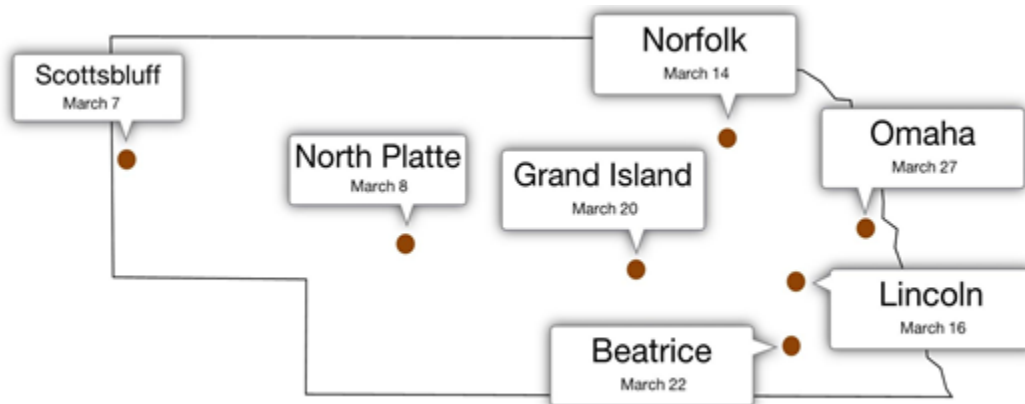 Scottsbluff
March 7
North Platte
March 8
Norfolk
March 14
Grand Island
March 20
Omaha
March 27
Lincoln
March 16
Beatrice
March 22